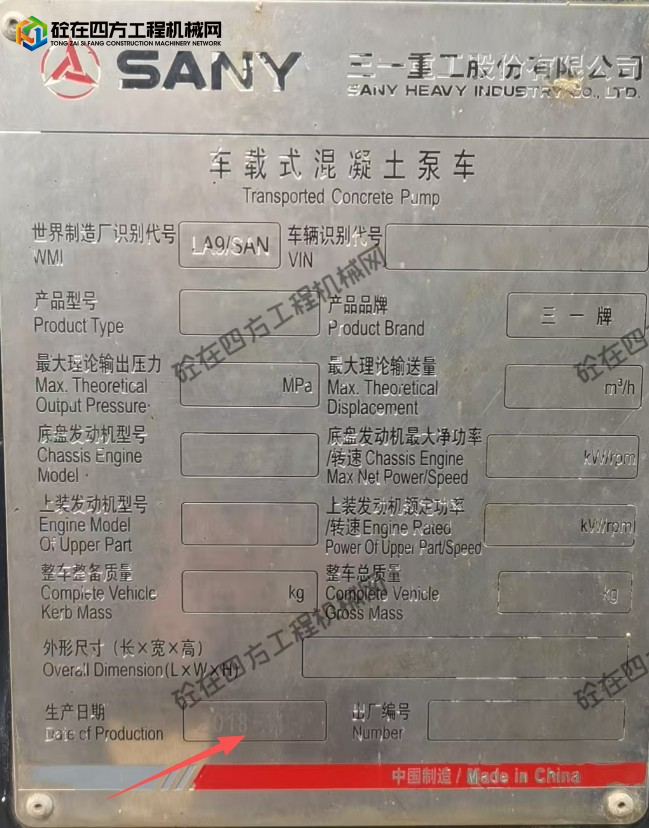 砼在四方工程机械网
TONG ZAI SI FANG CONSTRUCTION MACHINERY NETWORK
SANY
三一重工股份有限公司
SANY HEAVY INDUSTRY CO., LTD.
车载式混凝土泵车
Transported Concrete Pump
世界制造厂识别代号
WMI
LA9/SAN
车辆识别代号
VIN
产品型号
Product Type
产品品牌
Product Brand
三一牌
最大理论输出压力
Max. Theoretical
Output Pressure
MPa
最大理论输送量
Max. Theoretical
Displacement
m³/h
底盘发动机型号
Chassis Engine
Model
底盘发动机最大净功率
/转速 Chassis Engine
Max Net Power/Speed
kW/rpm
上装发动机型号
Engine Model
Of Upper Part
上装发动机额定功率
/转速 Engine Rated
Power Of Upper Part/Speed
kW/rpm
整车整备质量
Complete Vehicle
Kerb Mass
kg
整车总质量
Complete Vehicle
Gross Mass
kg
外形尺寸（长×宽×高）
Overall Dimension(L×W×H)
生产日期
Date of Production
2018
出厂编号
Number
中国制造 / Made in China
砼在四方工程机械网
砼在四方工程机械网
砼在四
砼在四